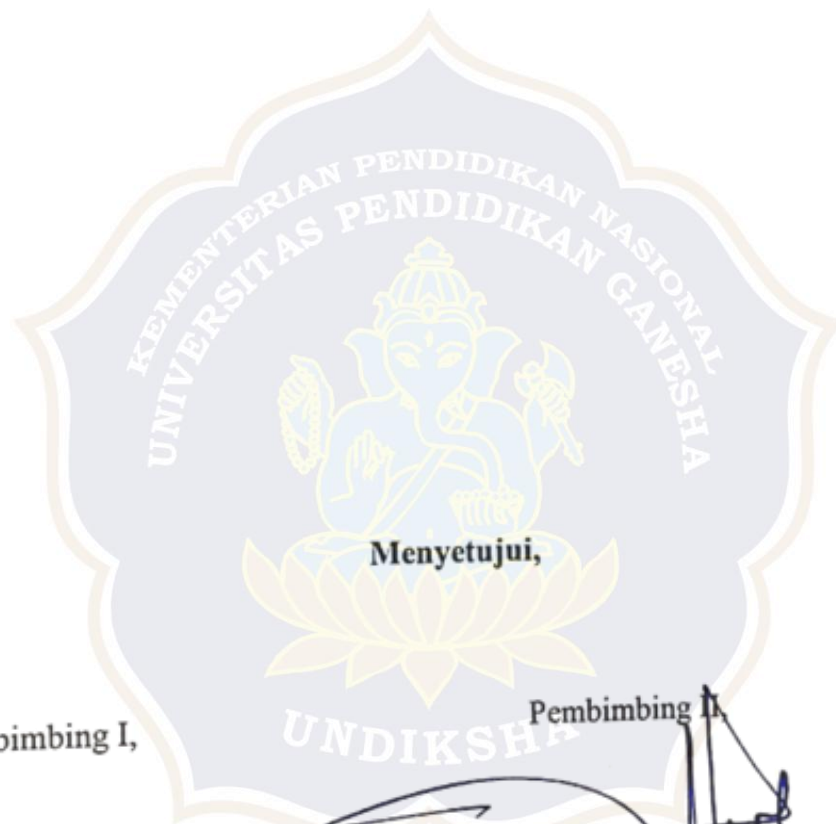 KEMENTERIAN PENDIDIKAN NASIONAL
UNIVERSITAS PENDIDIKAN GANESHA
Menyetujui,
Pembimbing II,
bimbing I,
UNDIKSHA